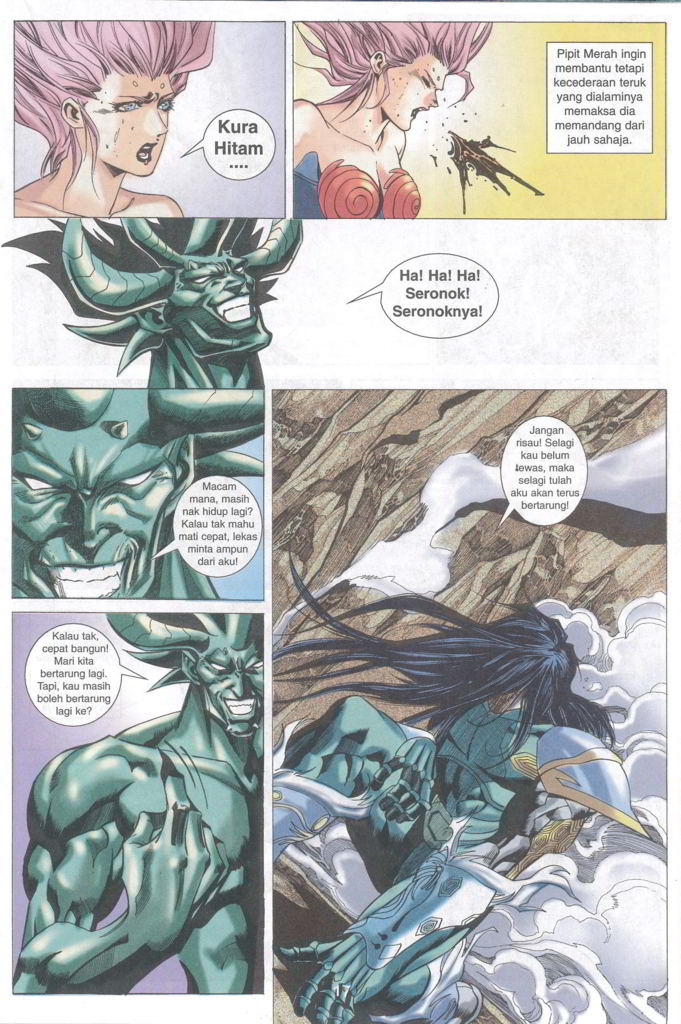 Kura
Hitam
....
Pipit Merah ingin
membantu tetapi
kecederaan teruk
yang dialaminya
memaksa dia
memandang dari
jauh sahaja.
Ha! Ha! Ha!
Seronok!
Seronoknya!
Macam
mana, masih
nak hidup lagi?
Kalau tak mahu
mati cepat, lekas
minta ampun
dari aku!
Jangan
risau! Selagi
kau belum
tewas, maka
selagi tulah
aku akan terus
bertarung!
Kalau tak,
cepat bangun!
Mari kita
bertarung lagi.
Tapi, kau masih
boleh bertarung
lagi ke?